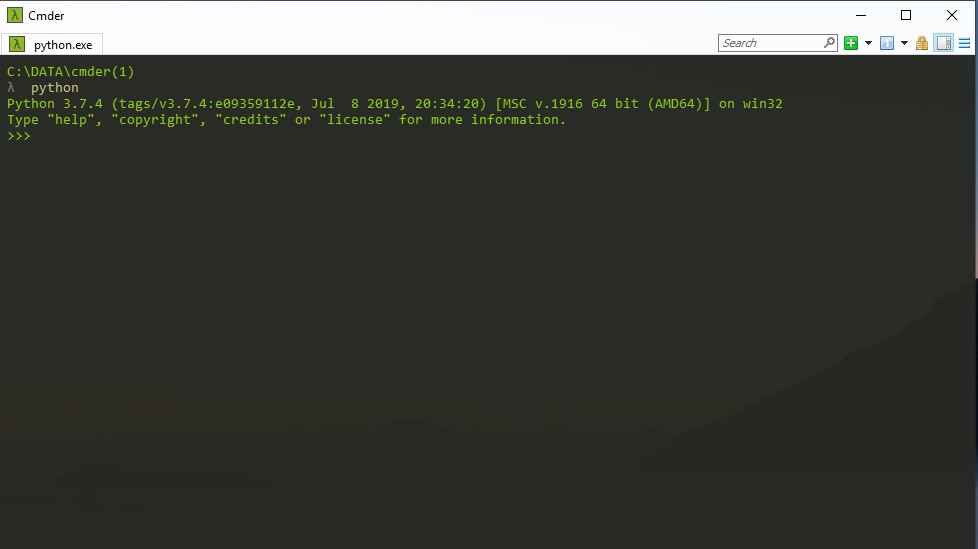 Cmder
python.exe
Search
C:\DATA\cmder(1)
λ  python
Python 3.7.4 (tags/v3.7.4:e09359112e, Jul  8 2019, 20:34:20) [MSC v.1916 64 bit (AMD64)] on win32
Type "help", "copyright", "credits" or "license" for more information.
>>>